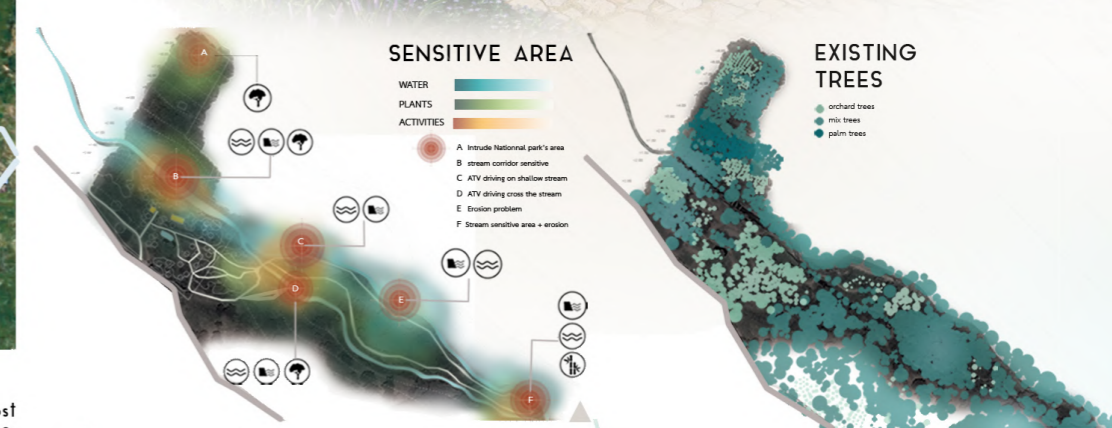 SENSITIVE AREA
WATER
PLANTS
ACTIVITIES
A Intrude Nationnal park's area
B stream corridor sensitive
C ATV driving on shallow stream
D ATV driving cross the stream
E Erosion problem
F Stream sensitive area + erosion
A
B
C
D
E
F
EXISTING
TREES
orchard trees
mix trees
palm trees